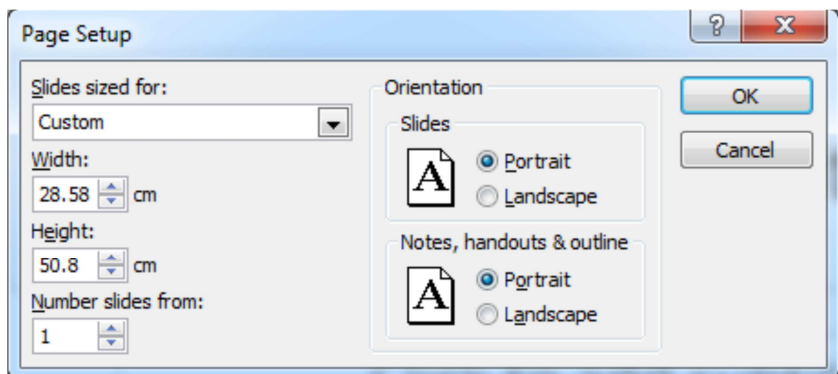 Page Setup
?
X
Slides sized for:
Custom
Width:
28.58 cm
Height:
50.8 cm
Number slides from:
1
Orientation
Slides
A
Portrait
Landscape
Notes, handouts & outline
A
Portrait
Landscape
OK
Cancel